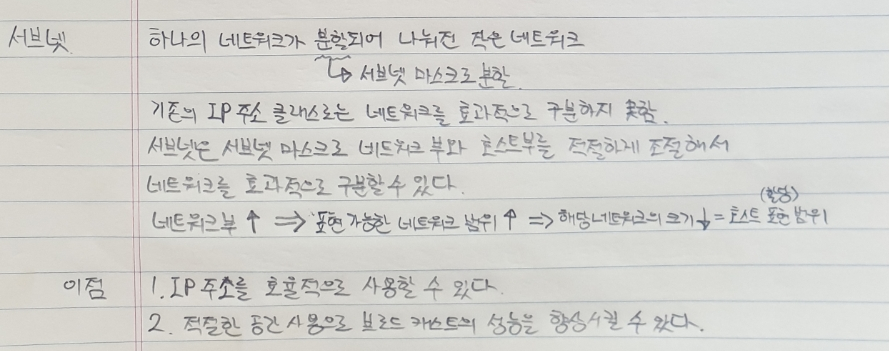 서브넷 하나의 네트워크가 분할되어 나눠진 작은 네트워크
↳ 서브넷 마스크로 분할
기존의 IP 주소 클래스로는 네트워크를 효과적으로 구분하지 못함.
서브넷은 서브넷 마스크로 네트워크 부와 호스트부를 적절하게 조절해서
네트워크를 효과적으로 구분할 수 있다.
(할당)
네트워크부 ↑ ⇒ 표현 가능한 네트워크 범위 ↑ ⇒ 해당 네트워크의 크기 ↓ = 호스트 표현 범위
이점 1. IP 주소를 효율적으로 사용할 수 있다.
2. 적절한 공간 사용으로 브로드 캐스트의 성능을 향상시킬 수 있다.